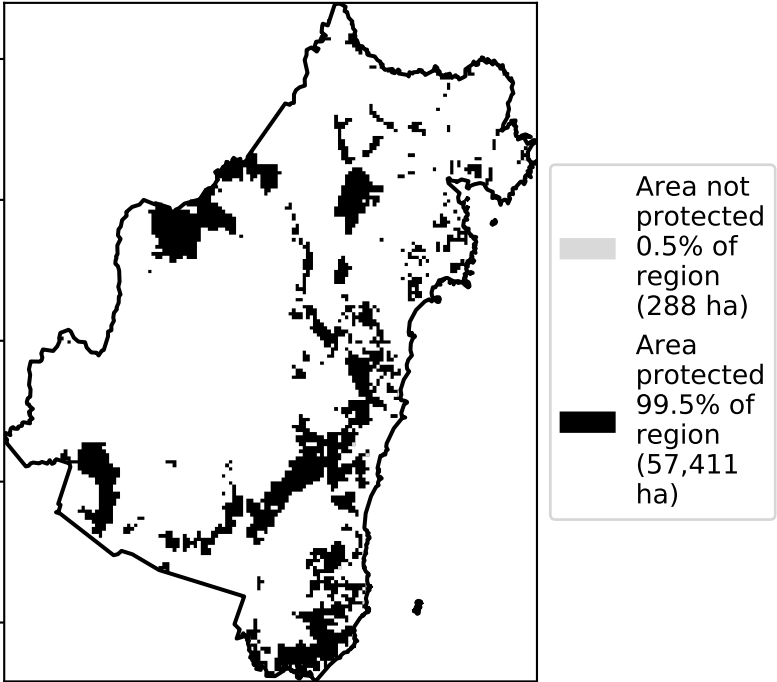 Area not
protected
0.5% of
region
(288 ha)
Area
protected
99.5% of
region
(57,411
ha)